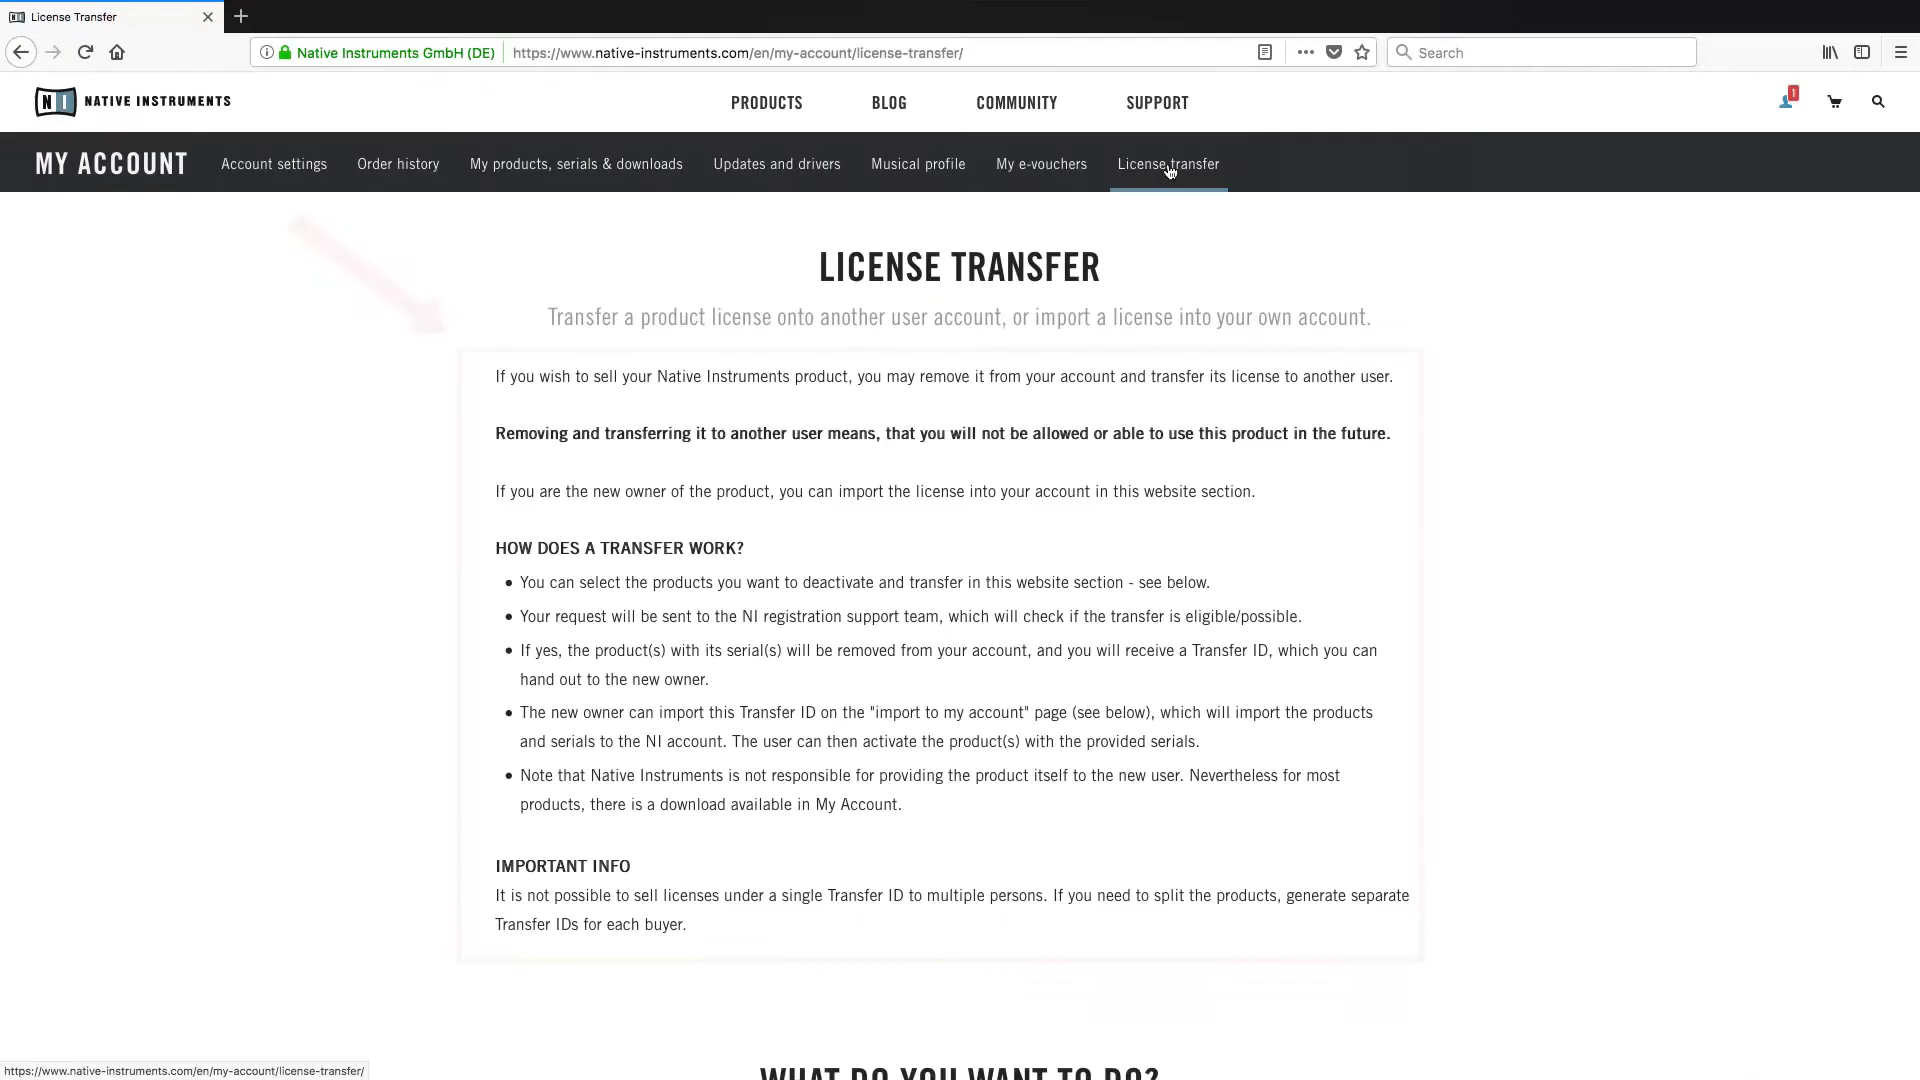 License Transfer
Native Instruments GmbH (DE)
https://www.native-instruments.com/en/my-account/license-transfer/
Search
NI NATIVE INSTRUMENTS
PRODUCTS
BLOG
COMMUNITY
SUPPORT
1
MY ACCOUNT
Account settings
Order history
My products, serials & downloads
Updates and drivers
Musical profile
My e-vouchers
License transfer
LICENSE TRANSFER
Transfer a product license onto another user account, or import a license into your own account.
If you wish to sell your Native Instruments product, you may remove it from your account and transfer its license to another user.
Removing and transferring it to another user means, that you will not be allowed or able to use this product in the future.
If you are the new owner of the product, you can import the license into your account in this website section.
HOW DOES A TRANSFER WORK?
• You can select the products you want to deactivate and transfer in this website section - see below.
• Your request will be sent to the NI registration support team, which will check if the transfer is eligible/possible.
• If yes, the product(s) with its serial(s) will be removed from your account, and you will receive a Transfer ID, which you can
hand out to the new owner.
• The new owner can import this Transfer ID on the "import to my account" page (see below), which will import the products
and serials to the NI account. The user can then activate the product(s) with the provided serials.
• Note that Native Instruments is not responsible for providing the product itself to the new user. Nevertheless for most
products, there is a download available in My Account.
IMPORTANT INFO
It is not possible to sell licenses under a single Transfer ID to multiple persons. If you need to split the products, generate separate
Transfer IDs for each buyer.
WHAT DO YOU WANT TO DO?
https://www.native-instruments.com/en/my-account/license-transfer/